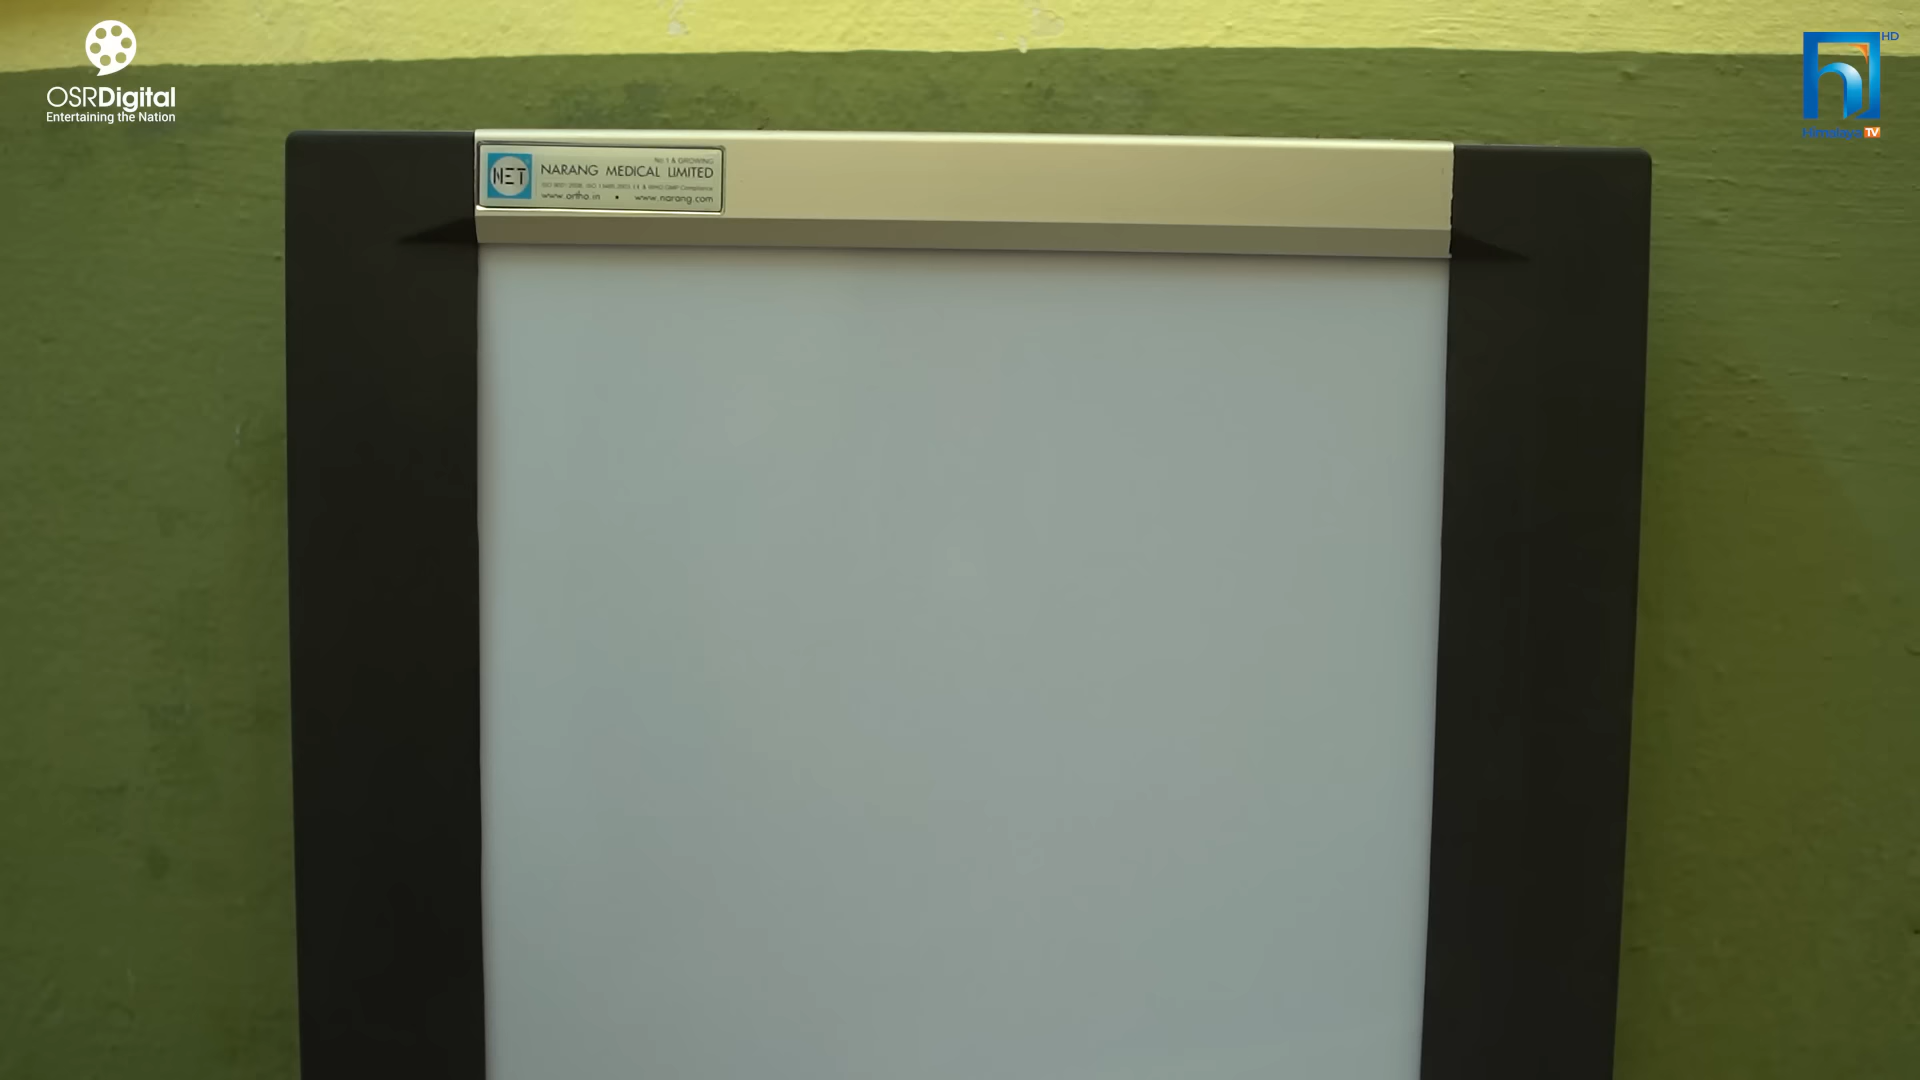 OSRDigital
Entertaining the Nation
HD
Himalaya TV
No.1 & GROWING
NET
NARANG MEDICAL LIMITED
www.ortho.in • www.narang.com